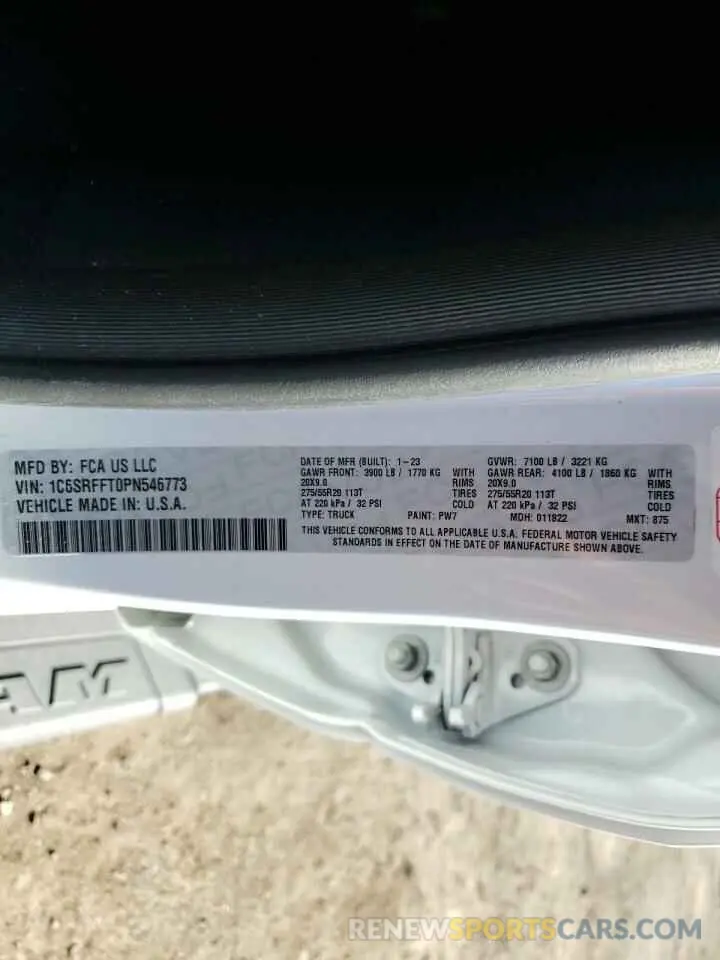 MFD BY: FCA US LLC
VIN: 1C6SRFFT0PN546773
VEHICLE MADE IN: U.S.A.
DATE OF MFR (BUILT): 1-23
GAWR FRONT: 3900 LB / 1770 KG WITH
20X9.0 RIMS
275/55R20 113T TIRES
AT 220 kPa / 32 PSI COLD
TYPE: TRUCK PAINT: PW7
GVWR: 7100 LB / 3221 KG
GAWR REAR: 4100 LB / 1860 KG WITH
20X9.0 RIMS
275/55R20 113T TIRES
AT 220 kPa / 32 PSI COLD
MDH: 011822 MKT: 875
THIS VEHICLE CONFORMS TO ALL APPLICABLE U.S.A. FEDERAL MOTOR VEHICLE SAFETY
STANDARDS IN EFFECT ON THE DATE OF MANUFACTURE SHOWN ABOVE.
AM
RENEWSPORTSCARS.COM